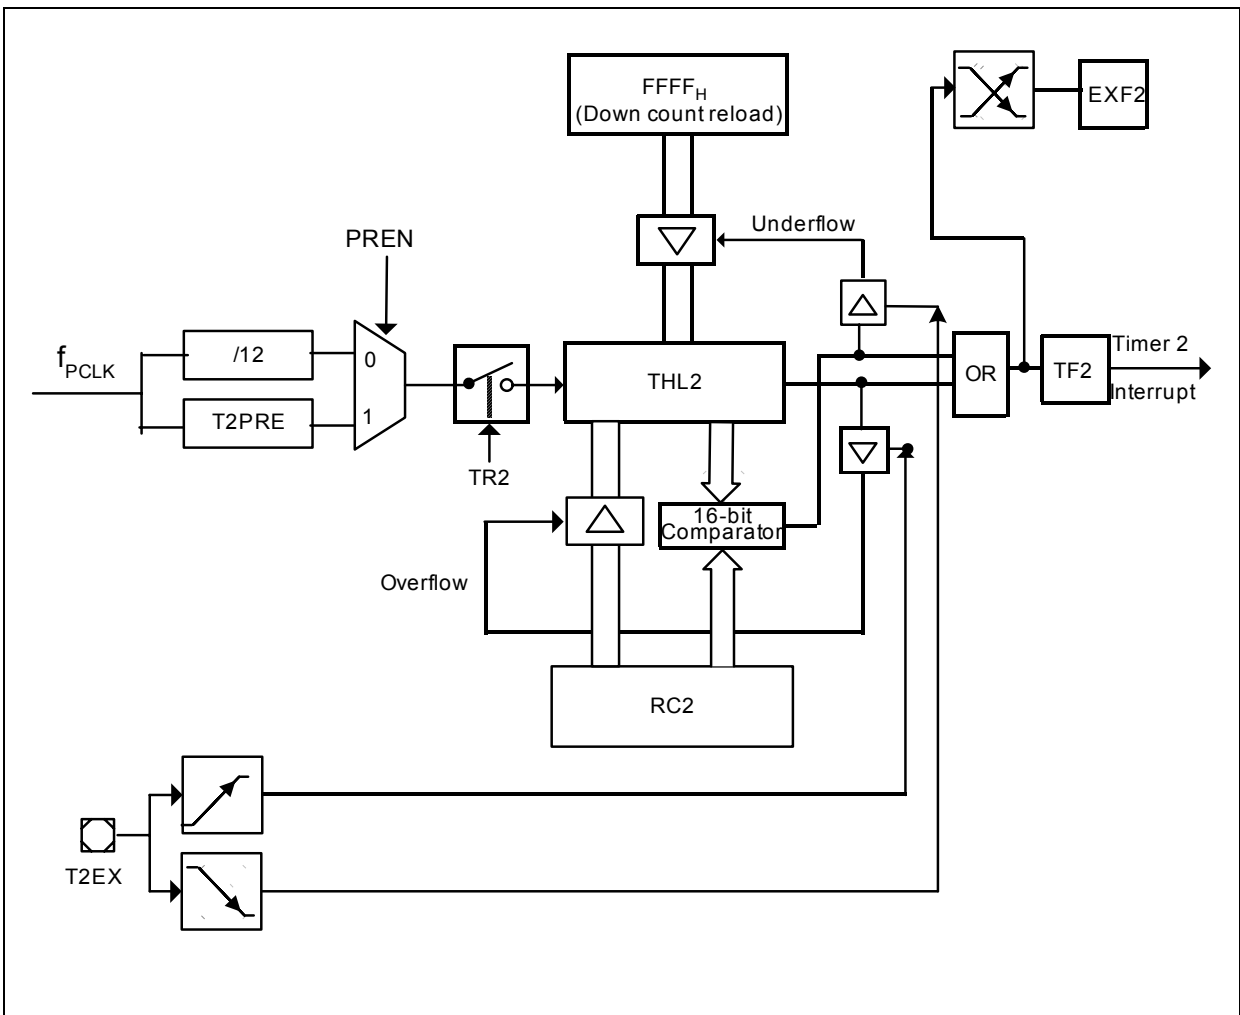 FFFFH
(Down count reload)
EXF2
Underflow
PREN
fPCLK
/12
0
T2PRE
1
THL2
OR
TF2
Timer 2
Interrupt
TR2
16-bit
Comparator
Overflow
RC2
T2EX